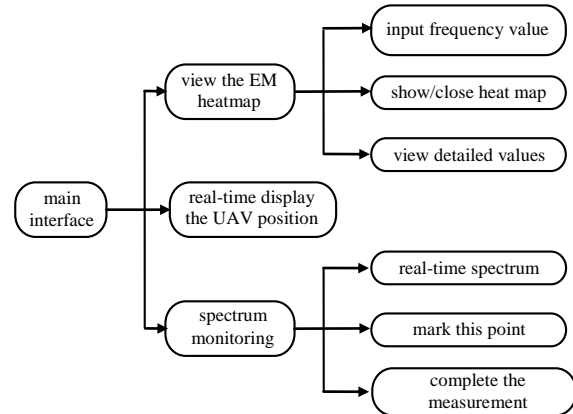 input frequency value
view the EM
heatmap
show/close heat map
view detailed values
main
interface
real-time display
the UAV position
real-time spectrum
spectrum
monitoring
mark this point
complete the
measurement